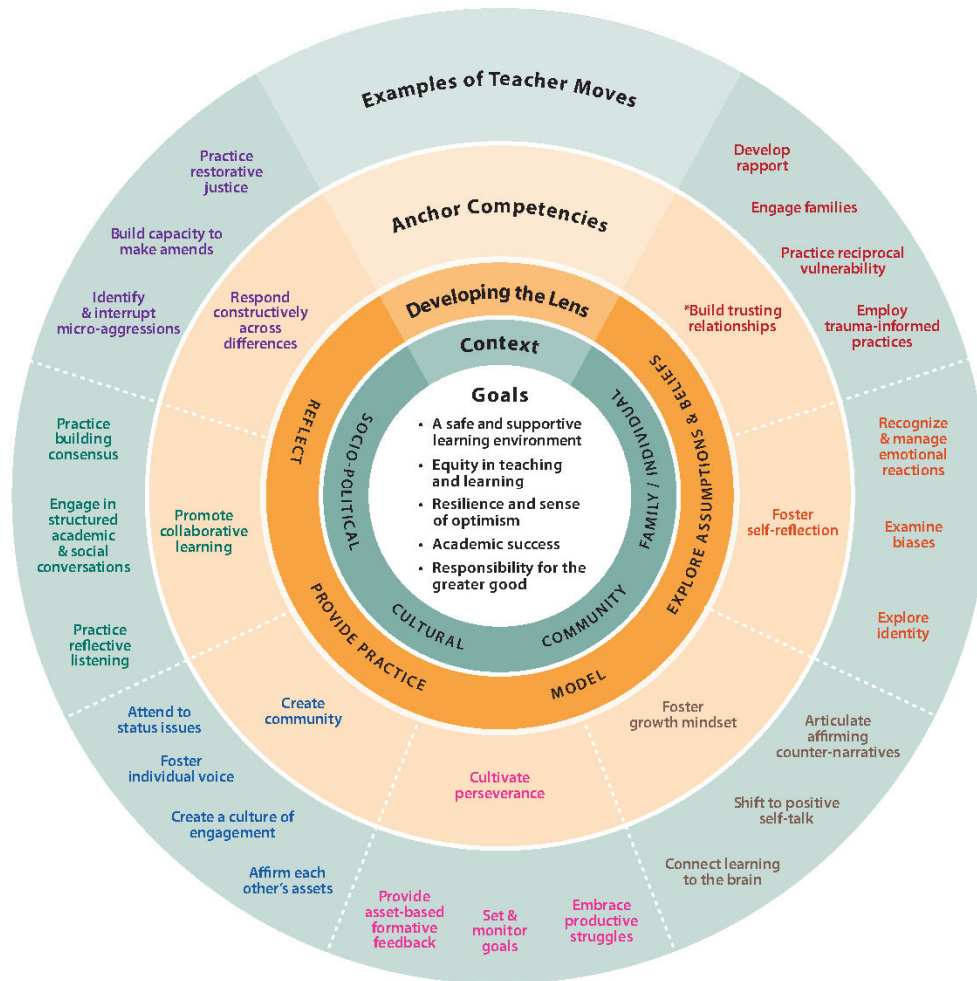 Examples of Teacher Moves
Anchor Competencies
Developing the Lens
Context
Goals
• A safe and supportive
learning environment
• Equity in teaching
and learning
• Resilience and sense
of optimism
• Academic success
• Responsibility for the
greater good
SOCIO-POLITICAL
CULTURAL
COMMUNITY
FAMILY / INDIVIDUAL
REFLECT
PROVIDE PRACTICE
MODEL
EXPLORE ASSUMPTIONS & BELIEFS
*Build trusting
relationships
Develop
rapport
Engage families
Practice reciprocal
vulnerability
Employ
trauma-informed
practices
Foster
self-reflection
Recognize
& manage
emotional
reactions
Examine
biases
Explore
identity
Foster
growth mindset
Articulate
affirming
counter-narratives
Shift to positive
self-talk
Connect learning
to the brain
Cultivate
perseverance
Provide
asset-based
formative
feedback
Set &
monitor
goals
Embrace
productive
struggles
Create
community
Attend to
status issues
Foster
individual voice
Create a culture of
engagement
Affirm each
other's assets
Promote
collaborative
learning
Practice
building
consensus
Engage in
structured
academic
& social
conversations
Practice
reflective
listening
Respond
constructively
across
differences
Practice
restorative
justice
Build capacity to
make amends
Identify
& interrupt
micro-aggressions